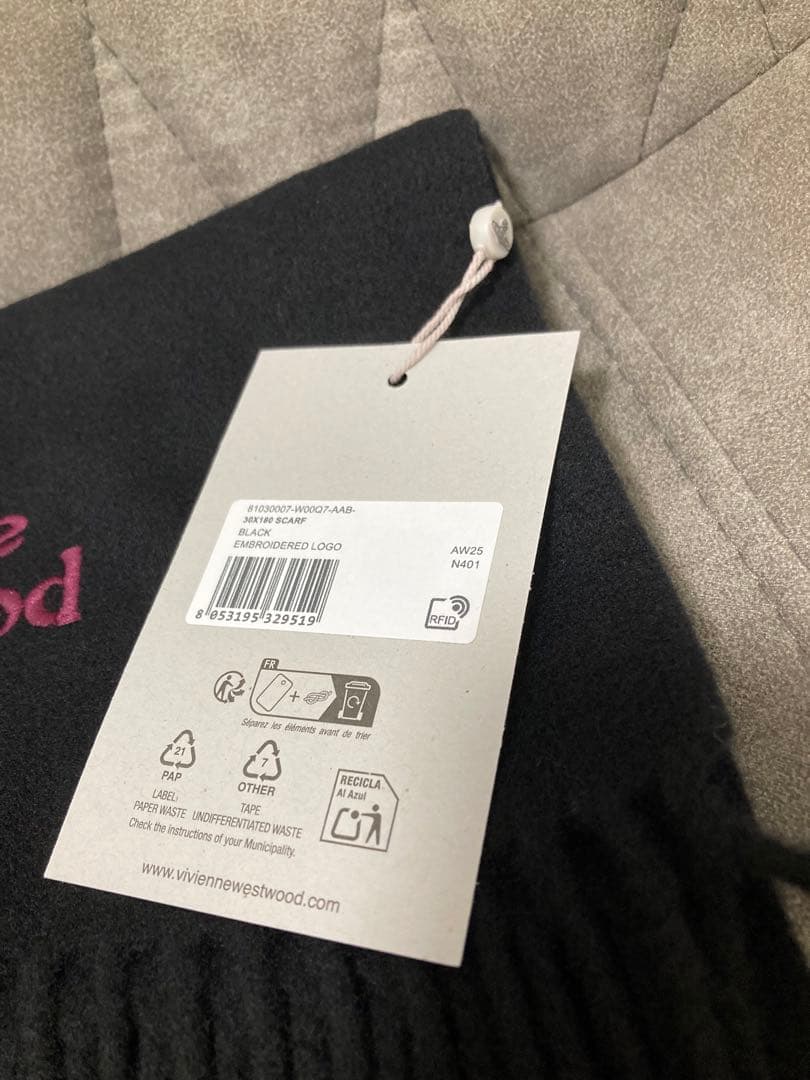 e
od
81030007-W00Q7-AAB-
30X180 SCARF
BLACK
EMBROIDERED LOGO
AW25
N401
8 053195 329519
RFID
FR
Séparez les éléments avant de trier
21
PAP
7
OTHER
LABEL:
PAPER WASTE
TAPE
UNDIFFERENTIATED WASTE
Check the instructions of your Municipality.
RECICLA
Al Azul
www.viviennewestwood.com